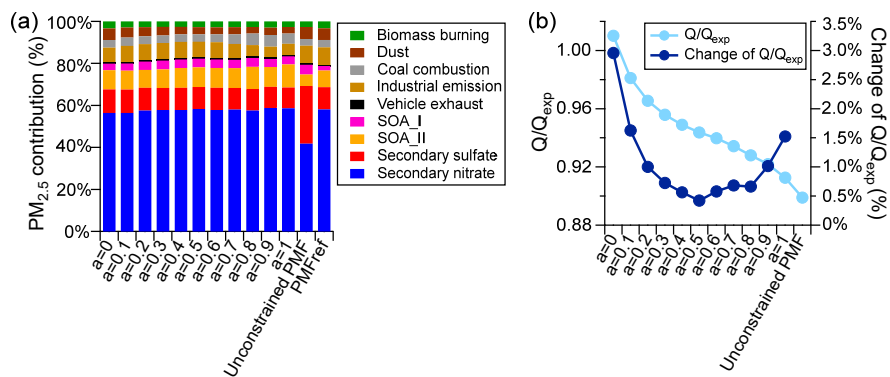 (a)
PM2.5 contribution (%)
100%
80%
60%
40%
20%
0%
a=0
a=0.1
a=0.2
a=0.3
a=0.4
a=0.5
a=0.6
a=0.7
a=0.8
a=0.9
a=1
Unconstrained PMF
PMFref
Biomass burning
Dust
Coal combustion
Industrial emission
Vehicle exhaust
SOA_I
SOA_II
Secondary sulfate
Secondary nitrate
(b)
Q/Qexp
1.00
0.96
0.92
0.88
Q/Qexp
Change of Q/Qexp
3.5%
3.0%
2.5%
2.0%
1.5%
1.0%
0.5%
0%
Change of Q/Qexp (%)
a=0
a=0.1
a=0.2
a=0.3
a=0.4
a=0.5
a=0.6
a=0.7
a=0.8
a=0.9
a=1
Unconstrained PMF